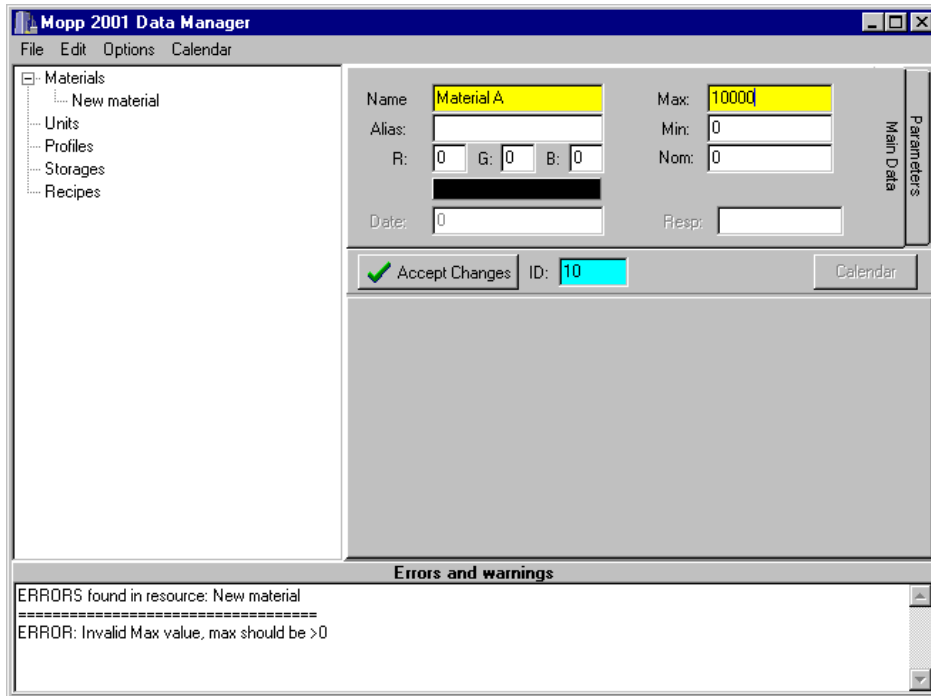 Mopp 2001 Data Manager
File Edit Options Calendar
Materials
New material
Units
Profiles
Storages
Recipes
Name Material A Max: 10000
Alias: Min: 0
R: 0 G: 0 B: 0 Nom: 0
Date: 0 Resp:
Main Data
Parameters
Accept Changes ID: 10 Calendar
Errors and warnings
ERRORS found in resource: New material
===================================
ERROR: Invalid Max value, max should be >0